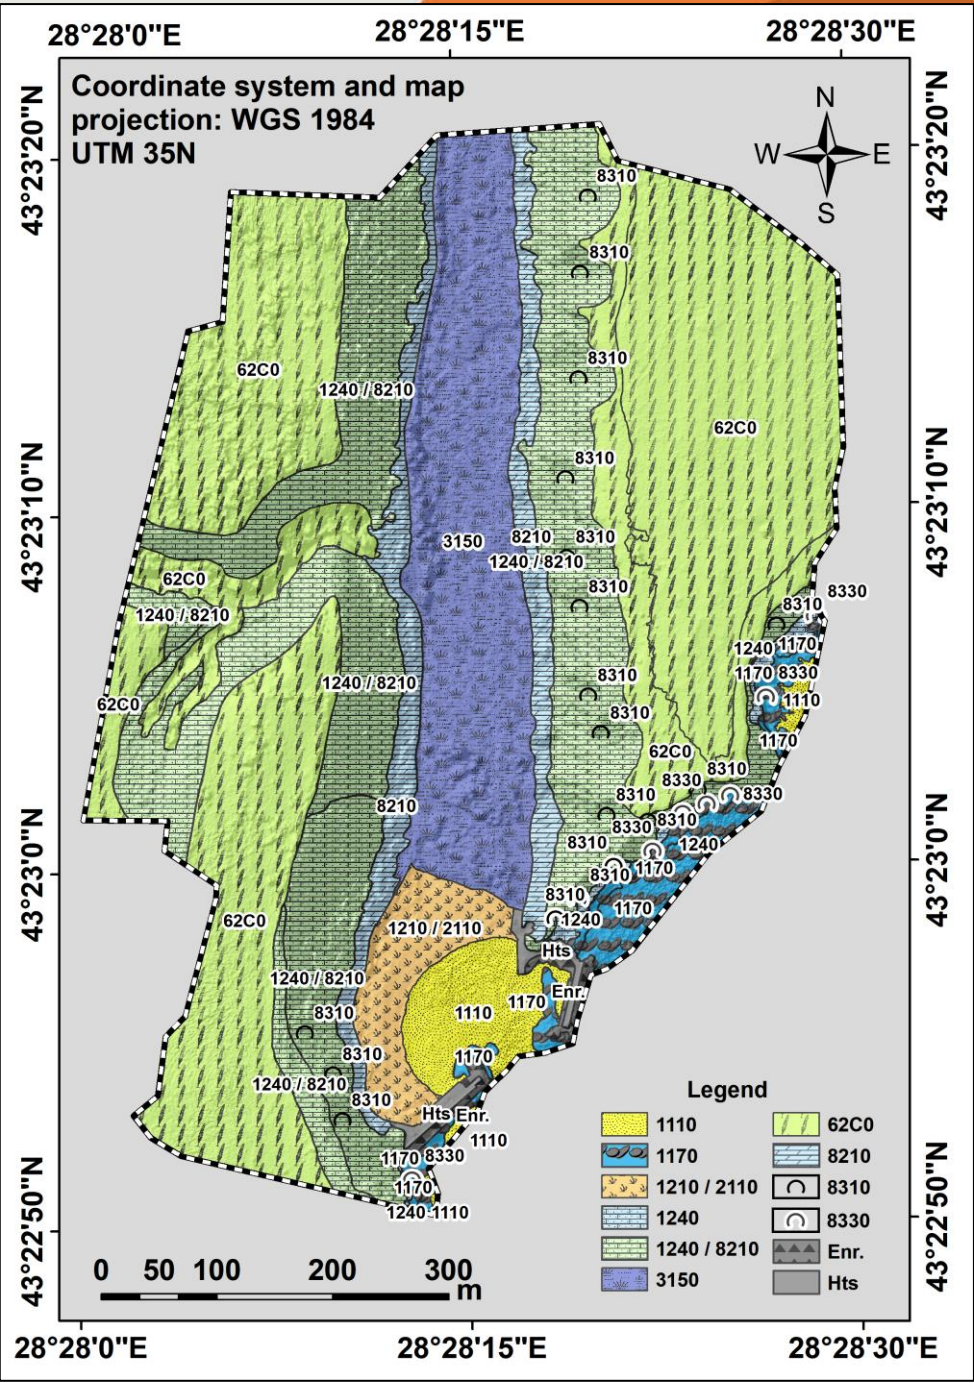 28°28'0"E 28°28'15"E 28°28'30"E
Coordinate system and map
projection: WGS 1984
UTM 35N
N
W E
S
43°23'20"N 43°23'20"N
8310
8310
8310
62C0
1240 / 8210
62C0
8310
43°23'10"N 43°23'10"N
3150 8210 8310
1240 / 8210
62C0
8310
8330
8310
1240 / 8210
1240 1170
1170 8330
8310
1240 / 8210
1110
62C0
8310
1170
62C0
8310
8330
8310 8330
8210
8310
8330
8310
1240
8310
43°23'0"N 43°23'0"N
1170
8310
8310
1170
62C0
1240
1210 / 2110
Hts
1240 / 8210
Enr.
1170
1110
8310
8310
1170
1240 / 8210
8310
Hts Enr.
1110
1170 8330
1170
1240 1110
43°22'50"N 43°22'50"N
Legend
1110 62C0
1170 8210
1210 / 2110 8310
1240 8330
1240 / 8210 Enr.
3150 Hts
0 50 100 200 300
m
28°28'0"E 28°28'15"E 28°28'30"E